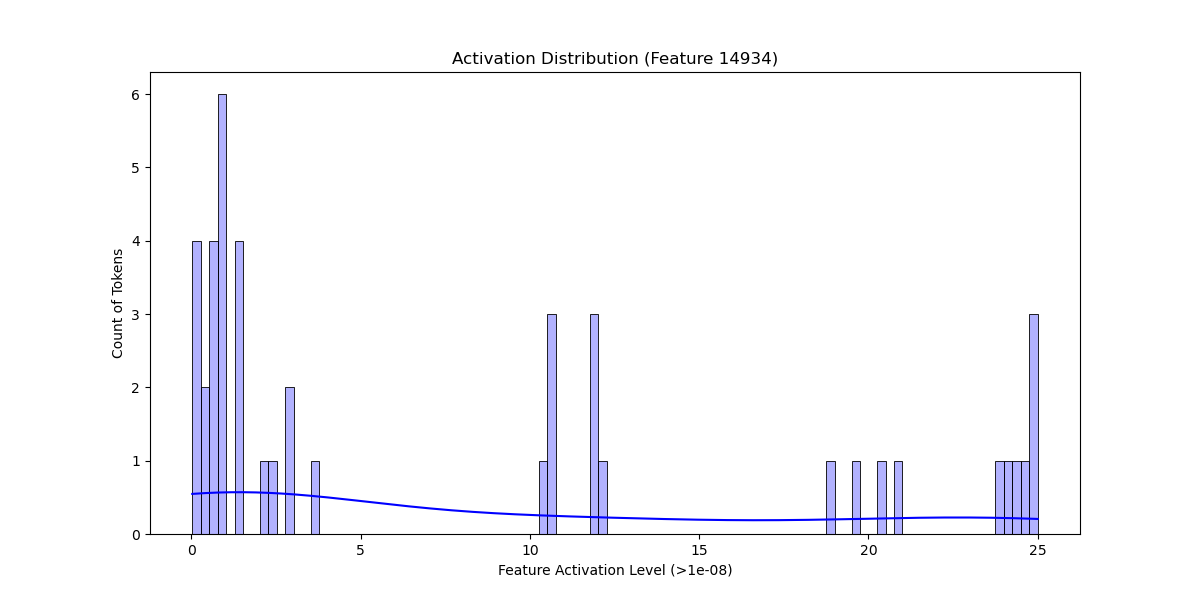 Activation Distribution (Feature 14934)
6
5
4
3
2
1
0
Count of Tokens
0 5 10 15 20 25
Feature Activation Level (>1e-08)